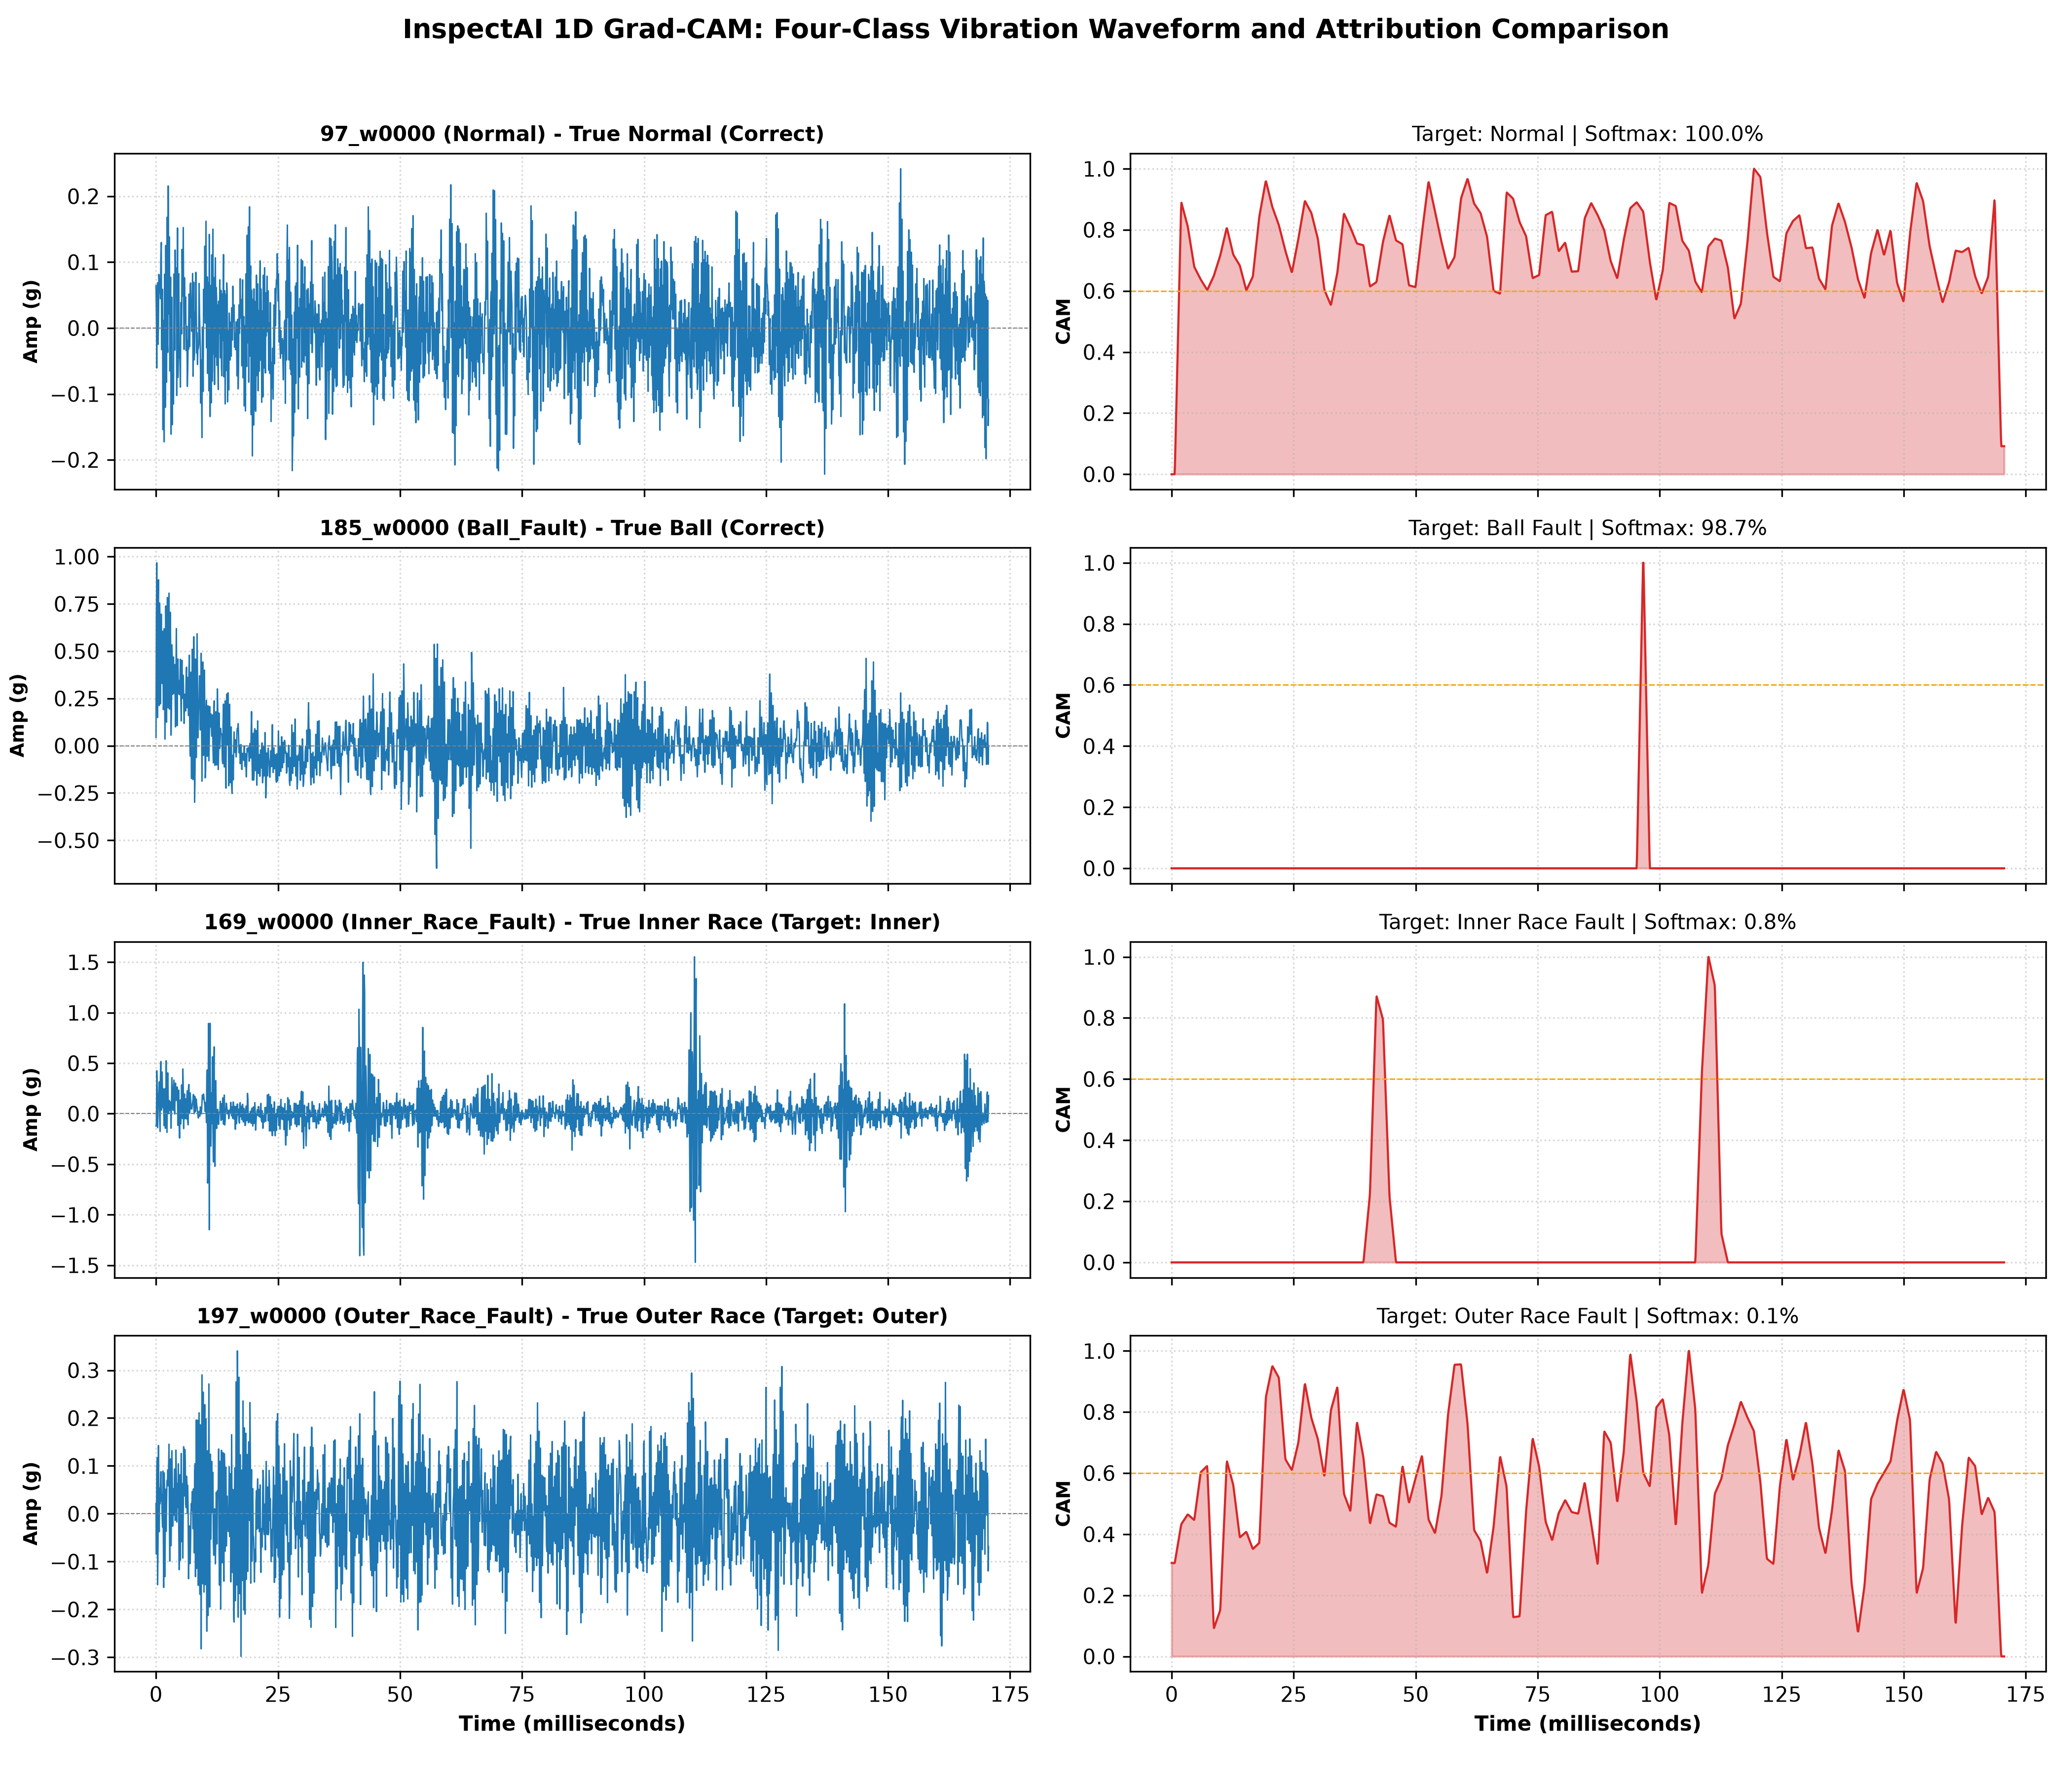 InspectAI 1D Grad-CAM: Four-Class Vibration Waveform and Attribution Comparison
97_w0000 (Normal) - True Normal (Correct)
Amp (g)
0.2
0.1
0.0
−0.1
−0.2
Target: Normal | Softmax: 100.0%
CAM
1.0
0.8
0.6
0.4
0.2
0.0
185_w0000 (Ball_Fault) - True Ball (Correct)
Amp (g)
1.00
0.75
0.50
0.25
0.00
−0.25
−0.50
Target: Ball Fault | Softmax: 98.7%
CAM
1.0
0.8
0.6
0.4
0.2
0.0
169_w0000 (Inner_Race_Fault) - True Inner Race (Target: Inner)
Amp (g)
1.5
1.0
0.5
0.0
−0.5
−1.0
−1.5
Target: Inner Race Fault | Softmax: 0.8%
CAM
1.0
0.8
0.6
0.4
0.2
0.0
197_w0000 (Outer_Race_Fault) - True Outer Race (Target: Outer)
Amp (g)
0.3
0.2
0.1
0.0
−0.1
−0.2
−0.3
0 25 50 75 100 125 150 175
Time (milliseconds)
Target: Outer Race Fault | Softmax: 0.1%
CAM
1.0
0.8
0.6
0.4
0.2
0.0
0 25 50 75 100 125 150 175
Time (milliseconds)